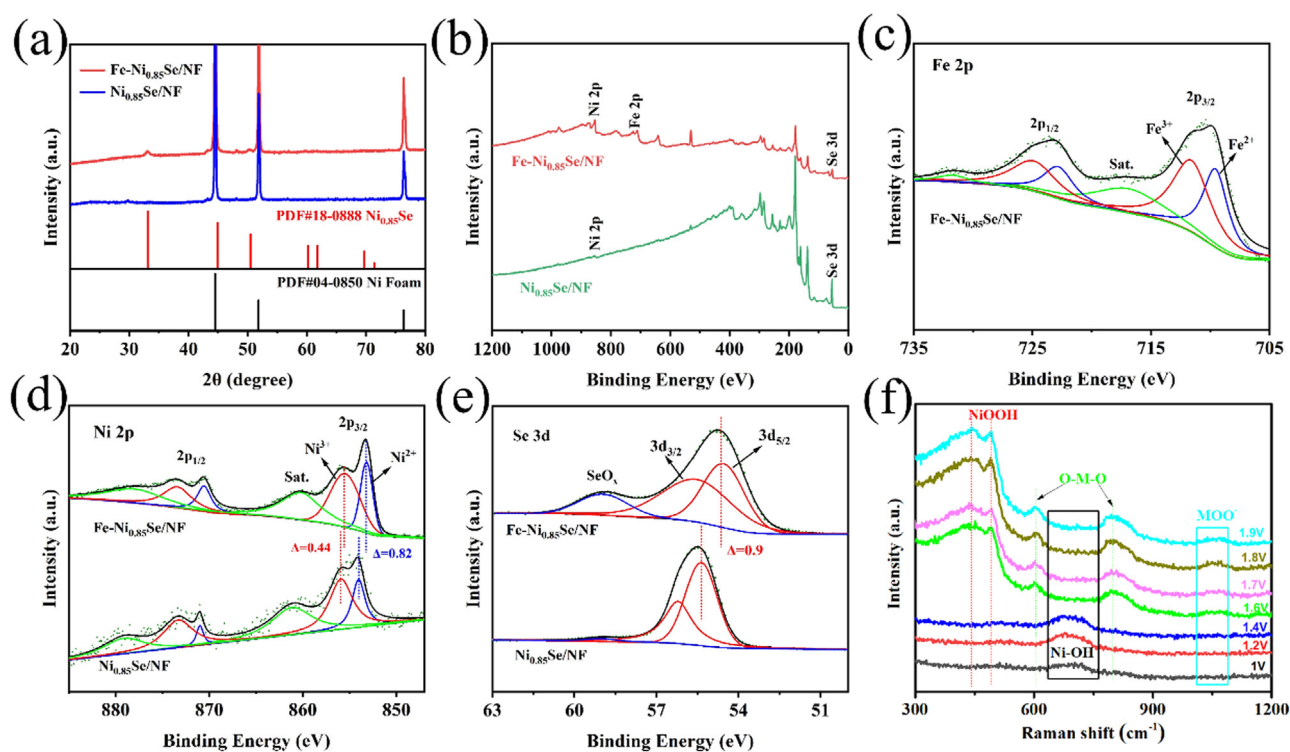 (a)
Fe-Ni0.85Se/NF
Ni0.85Se/NF
PDF#18-0888 Ni0.85Se
PDF#04-0850 Ni Foam
Intensity (a.u.)
20 30 40 50 60 70 80
2θ (degree)
(b)
Ni 2p
Fe 2p
Se 3d
Fe-Ni0.85Se/NF
Ni 2p
Se 3d
Ni0.85Se/NF
Intensity (a.u.)
1200 1000 800 600 400 200 0
Binding Energy (eV)
(c)
Fe 2p
2p3/2
2p1/2
Fe3+
Sat.
Fe2+
Fe-Ni0.85Se/NF
Intensity (a.u.)
735 725 715 705
Binding Energy (eV)
(d)
Ni 2p
2p3/2
2p1/2
Ni3+
Ni2+
Sat.
Fe-Ni0.85Se/NF
Δ=0.44
Δ=0.82
Ni0.85Se/NF
Intensity (a.u.)
880 870 860 850
Binding Energy (eV)
(e)
Se 3d
3d3/2
3d5/2
SeOx
Fe-Ni0.85Se/NF
Δ=0.9
Ni0.85Se/NF
Intensity (a.u.)
63 60 57 54 51
Binding Energy (eV)
(f)
NiOOH
O-M-O
MOO-
1.9V
1.8V
1.7V
1.6V
1.4V
1.2V
1V
Ni-OH
Intensity (a.u.)
300 600 900 1200
Raman shift (cm-1)